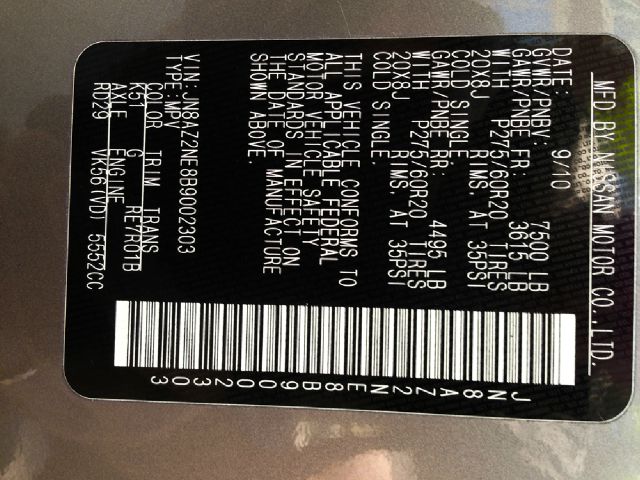 MFD BY NISSAN MOTOR CO., LTD.
DATE: 9/10
GVWR/PNBV: 7500 LB
GAWR/PNBE FR: 3615 LB
WITH P275/60R20 TIRES
20X8J RIMS. AT 35PSI
COLD SINGLE.
GAWR/PNBE RR: 4495 LB
WITH P275/60R20 TIRES
20X8J RIMS. AT 35PSI
COLD SINGLE.
THIS VEHICLE CONFORMS TO
ALL APPLICABLE FEDERAL
MOTOR VEHICLE SAFETY
STANDARDS IN EFFECT ON
THE DATE OF MANUFACTURE
SHOWN ABOVE.
VIN: JN8AZ2NE8B9002303
TYPE: MPV
COLOR TRIM TRANS
K51 G RE7R01B
AXLE ENGINE
RD29 VK56(VD) 5552CC
JN8AZ2NE8B9002303